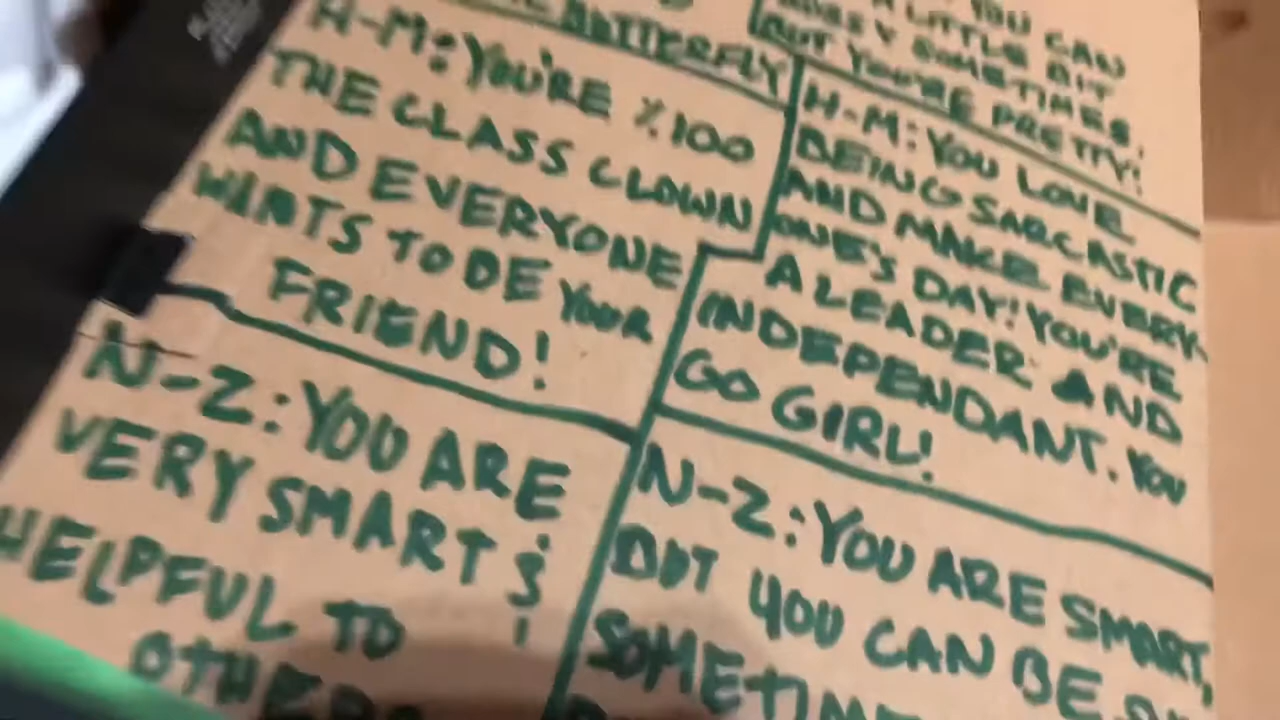 BUTTERFLY
H-M: YOU'RE %100
THE CLASS CLOWN
AND EVERYONE
WANTS TO BE YOUR
FRIEND!
N-Z: YOU ARE
VERY SMART &
HELPFUL TO
OTHERS
YOU CAN
A LITTLE BIT
SOMETIMES,
BUT YOU'RE PRETTY!
H-M: YOU LOVE
BEING SARCASTIC
AND MAKE EVERY-
ONE'S DAY! YOU'RE
A LEADER AND
INDEPENDANT. YOU
GO GIRL!
N-Z: YOU ARE SMART,
BUT YOU CAN BE